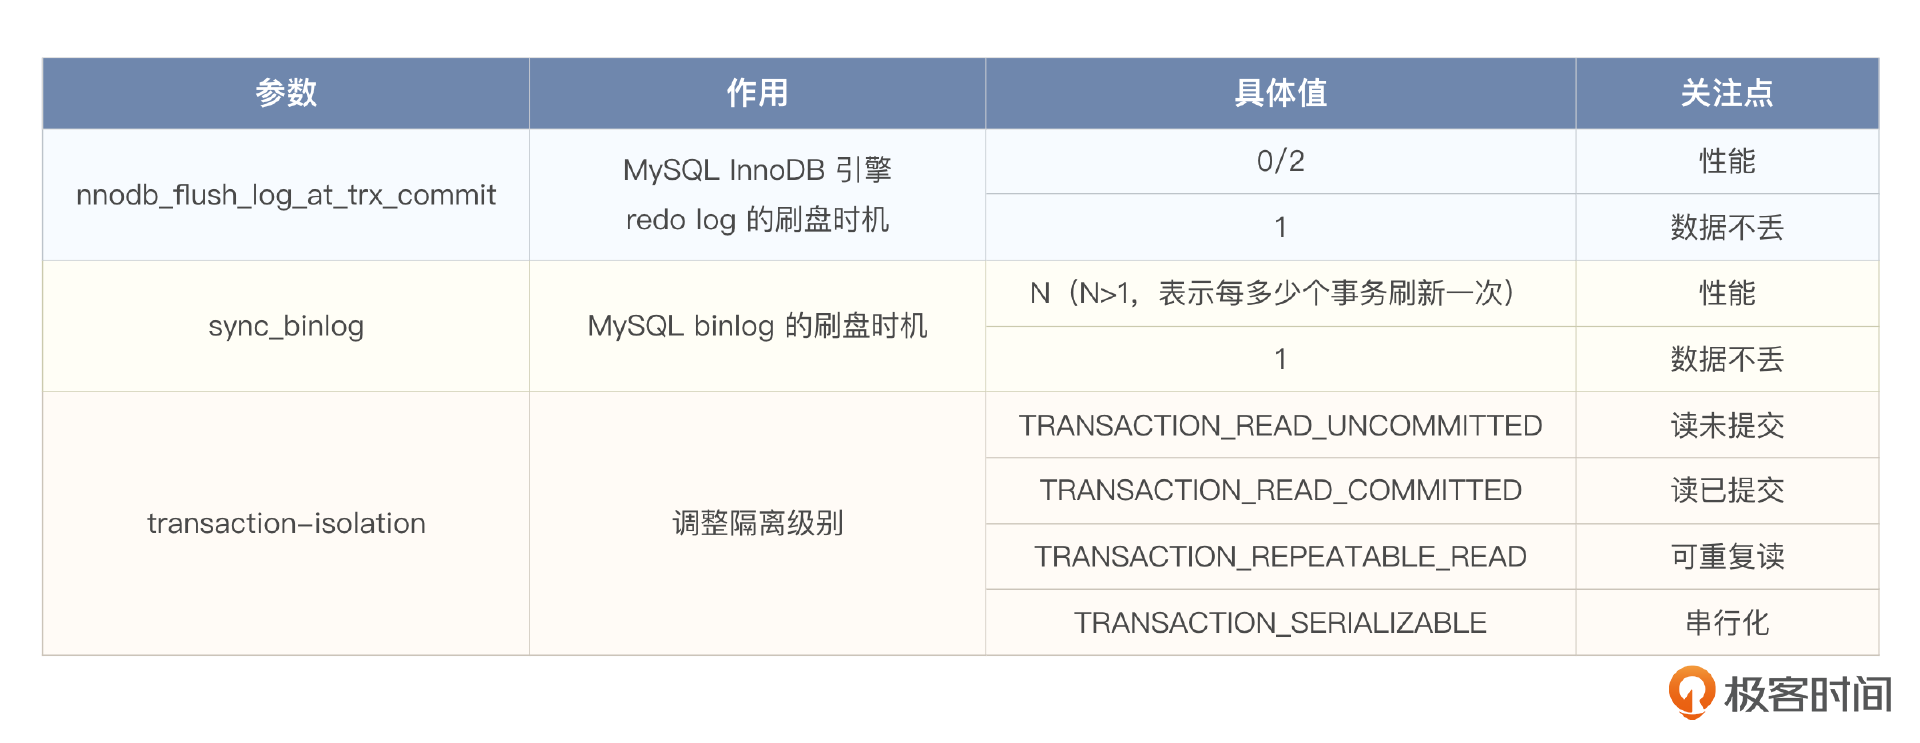 参数 作用 具体值 关注点
nnodb_flush_log_at_trx_commit
MySQL InnoDB 引擎
redo log 的刷盘时机
0/2 性能
1 数据不丢
sync_binlog
MySQL binlog 的刷盘时机
N（N>1，表示每多少个事务刷新一次） 性能
1 数据不丢
transaction-isolation
调整隔离级别
TRANSACTION_READ_UNCOMMITTED 读未提交
TRANSACTION_READ_COMMITTED 读已提交
TRANSACTION_REPEATABLE_READ 可重复读
TRANSACTION_SERIALIZABLE 串行化
极客时间